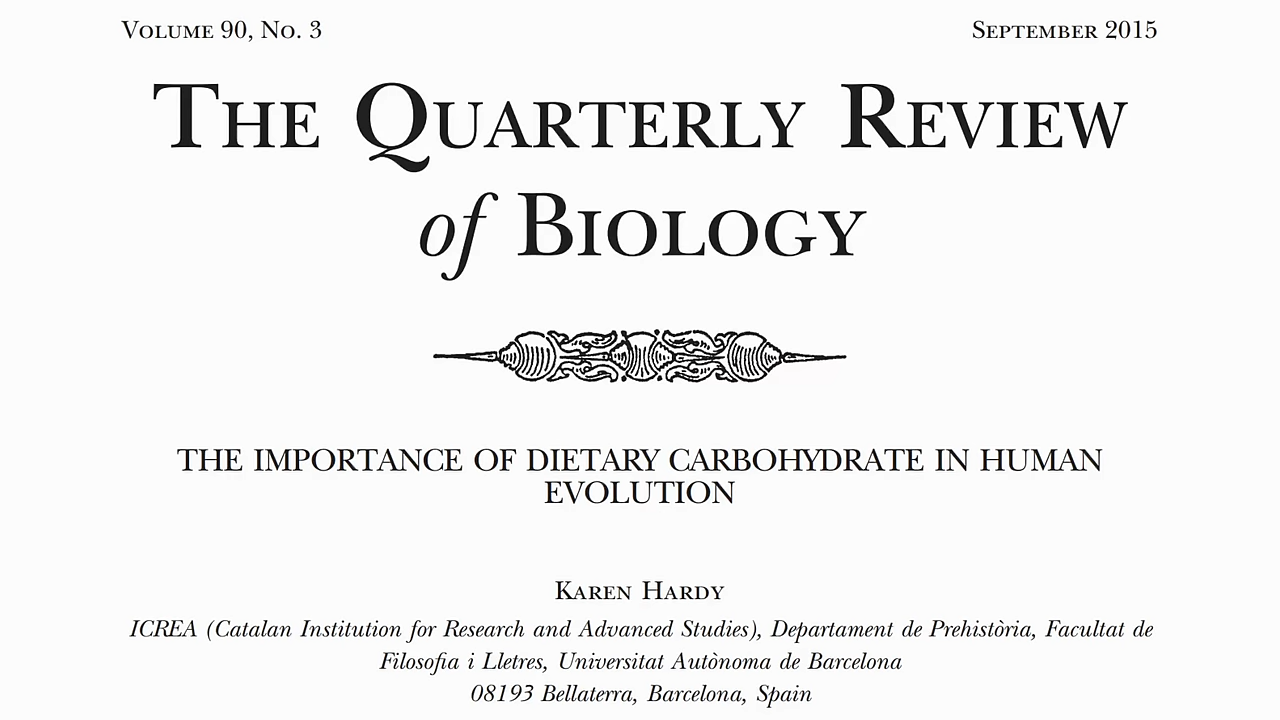 VOLUME 90, NO. 3
SEPTEMBER 2015
THE QUARTERLY REVIEW
of BIOLOGY
THE IMPORTANCE OF DIETARY CARBOHYDRATE IN HUMAN
EVOLUTION
KAREN HARDY
ICREA (Catalan Institution for Research and Advanced Studies), Departament de Prehistòria, Facultat de
Filosofia i Lletres, Universitat Autònoma de Barcelona
08193 Bellaterra, Barcelona, Spain